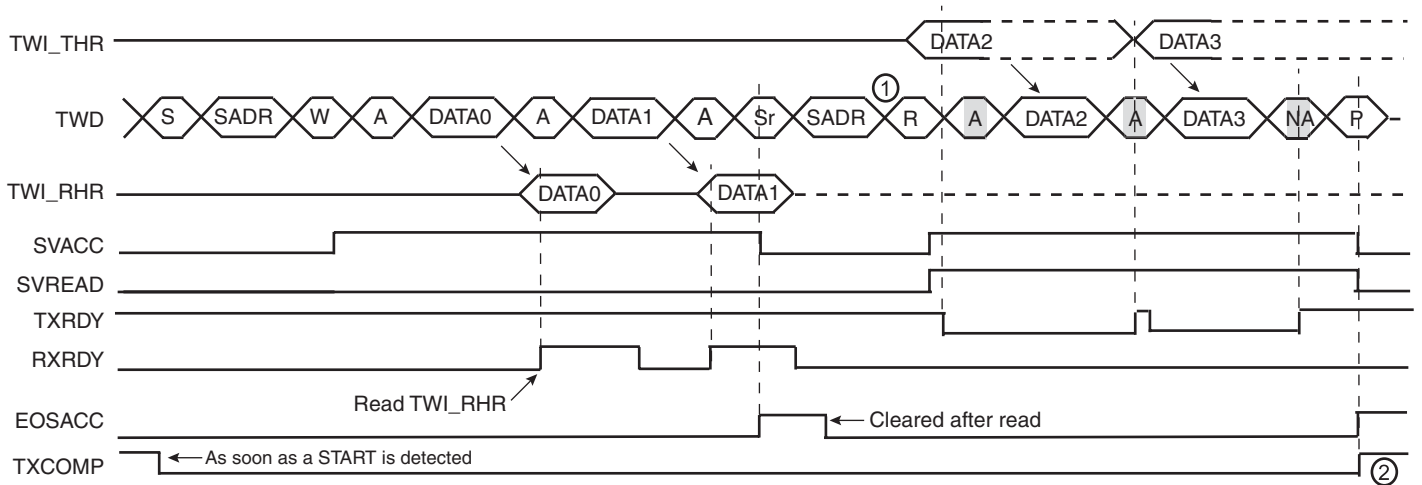 TWI_THR DATA2 DATA3
TWD S SADR W A DATA0 A DATA1 A Sr SADR ① R A DATA2 A DATA3 NA P
TWI_RHR DATA0 DATA1
SVACC
SVREAD
TXRDY
RXRDY
Read TWI_RHR
EOSACC Cleared after read
TXCOMP As soon as a START is detected ②